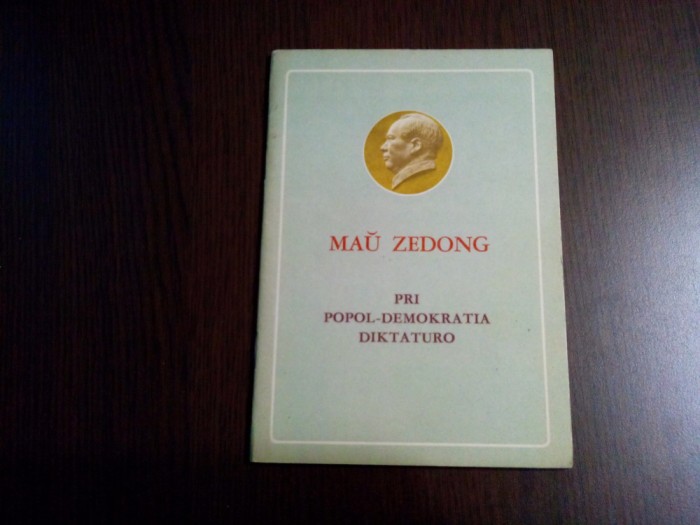 MAŬ ZEDONG
PRI
POPOL-DEMOKRATIA
DIKTATURO